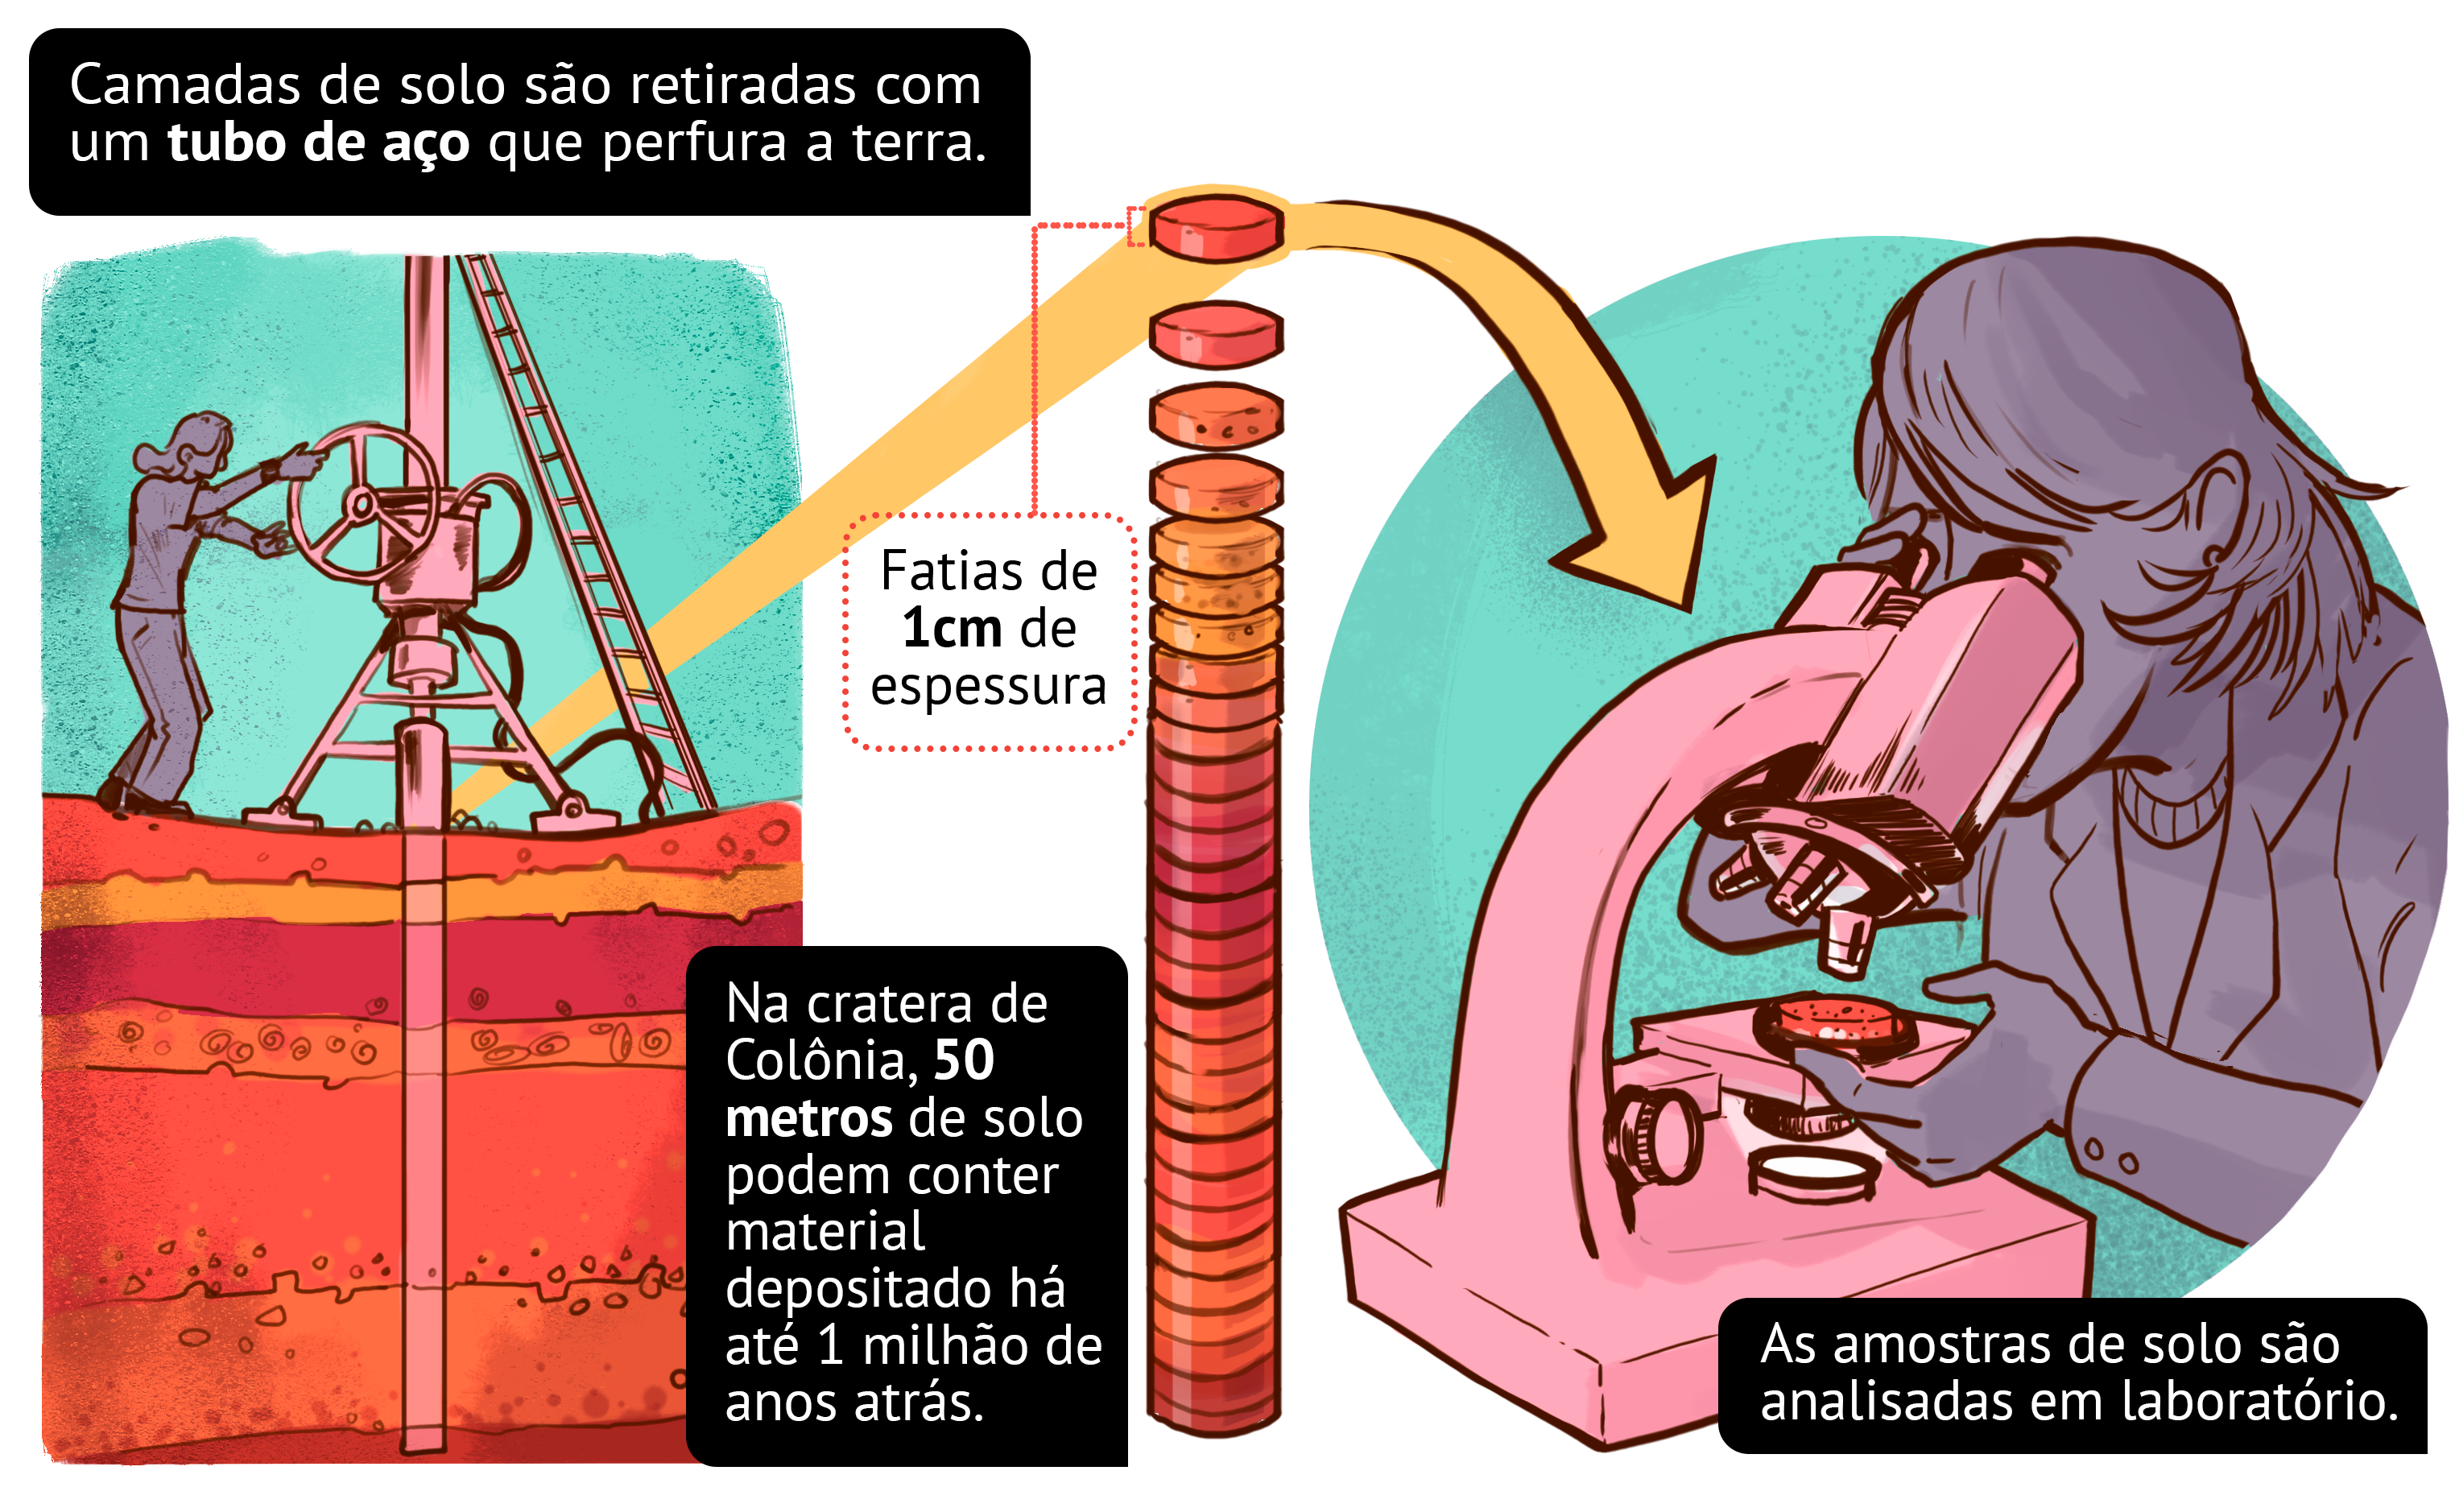 Camadas de solo são retiradas com
um tubo de aço que perfura a terra.
Fatias de
1cm de
espessura
Na cratera de
Colônia, 50
metros de solo
podem conter
material
depositado há
até 1 milhão de
anos atrás.
As amostras de solo são
analisadas em laboratório.